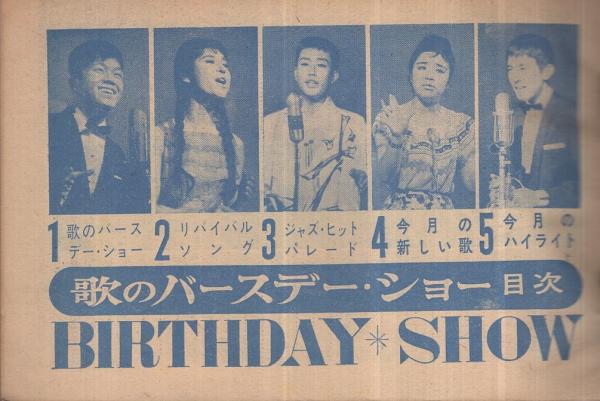 1 歌のバース
デー・ショー
2 リバイバル
ソング
3 ジャズ・ヒット
パレード
4 今月の
新しい歌
5 今月の
ハイライト
歌のバースデー・ショー 目次
BIRTHDAY*SHOW